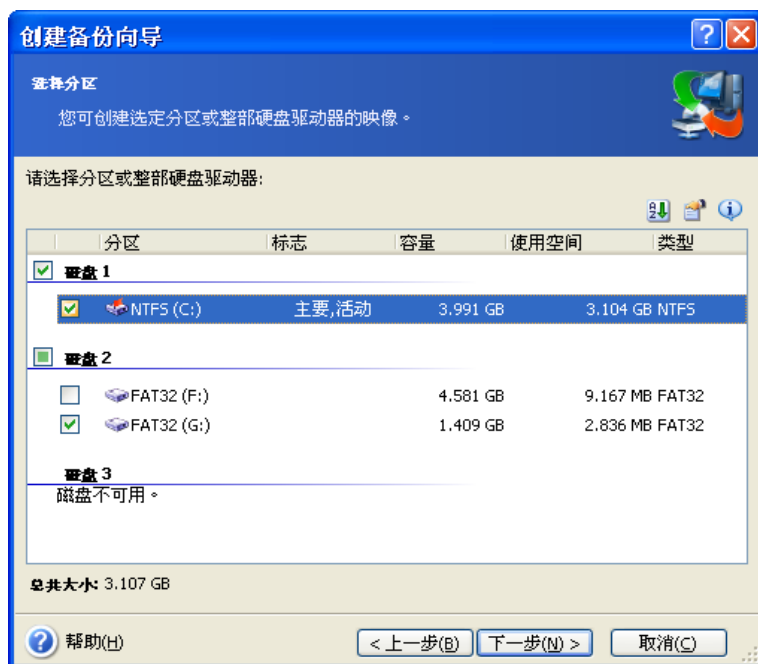 创建备份向导
选择分区
您可创建选定分区或整部硬盘驱动器的映像。
请选择分区或整部硬盘驱动器:
分区 标志 容量 使用空间 类型
磁盘 1
NTFS (C:) 主要,活动 3.991 GB 3.104 GB NTFS
磁盘 2
FAT32 (F:) 4.581 GB 9.167 MB FAT32
FAT32 (G:) 1.409 GB 2.836 MB FAT32
磁盘 3
磁盘不可用。
总共大小: 3.107 GB
帮助(H) < 上一步(B) 下一步(N) > 取消(C)